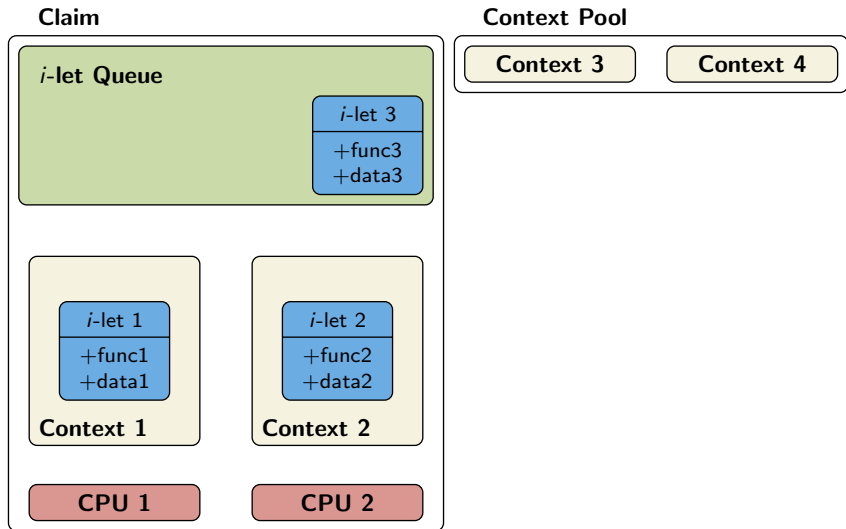 Claim
Context Pool
i-let Queue
Context 3
Context 4
i-let 3
+func3
+data3
i-let 1
+func1
+data1
Context 1
i-let 2
+func2
+data2
Context 2
CPU 1
CPU 2